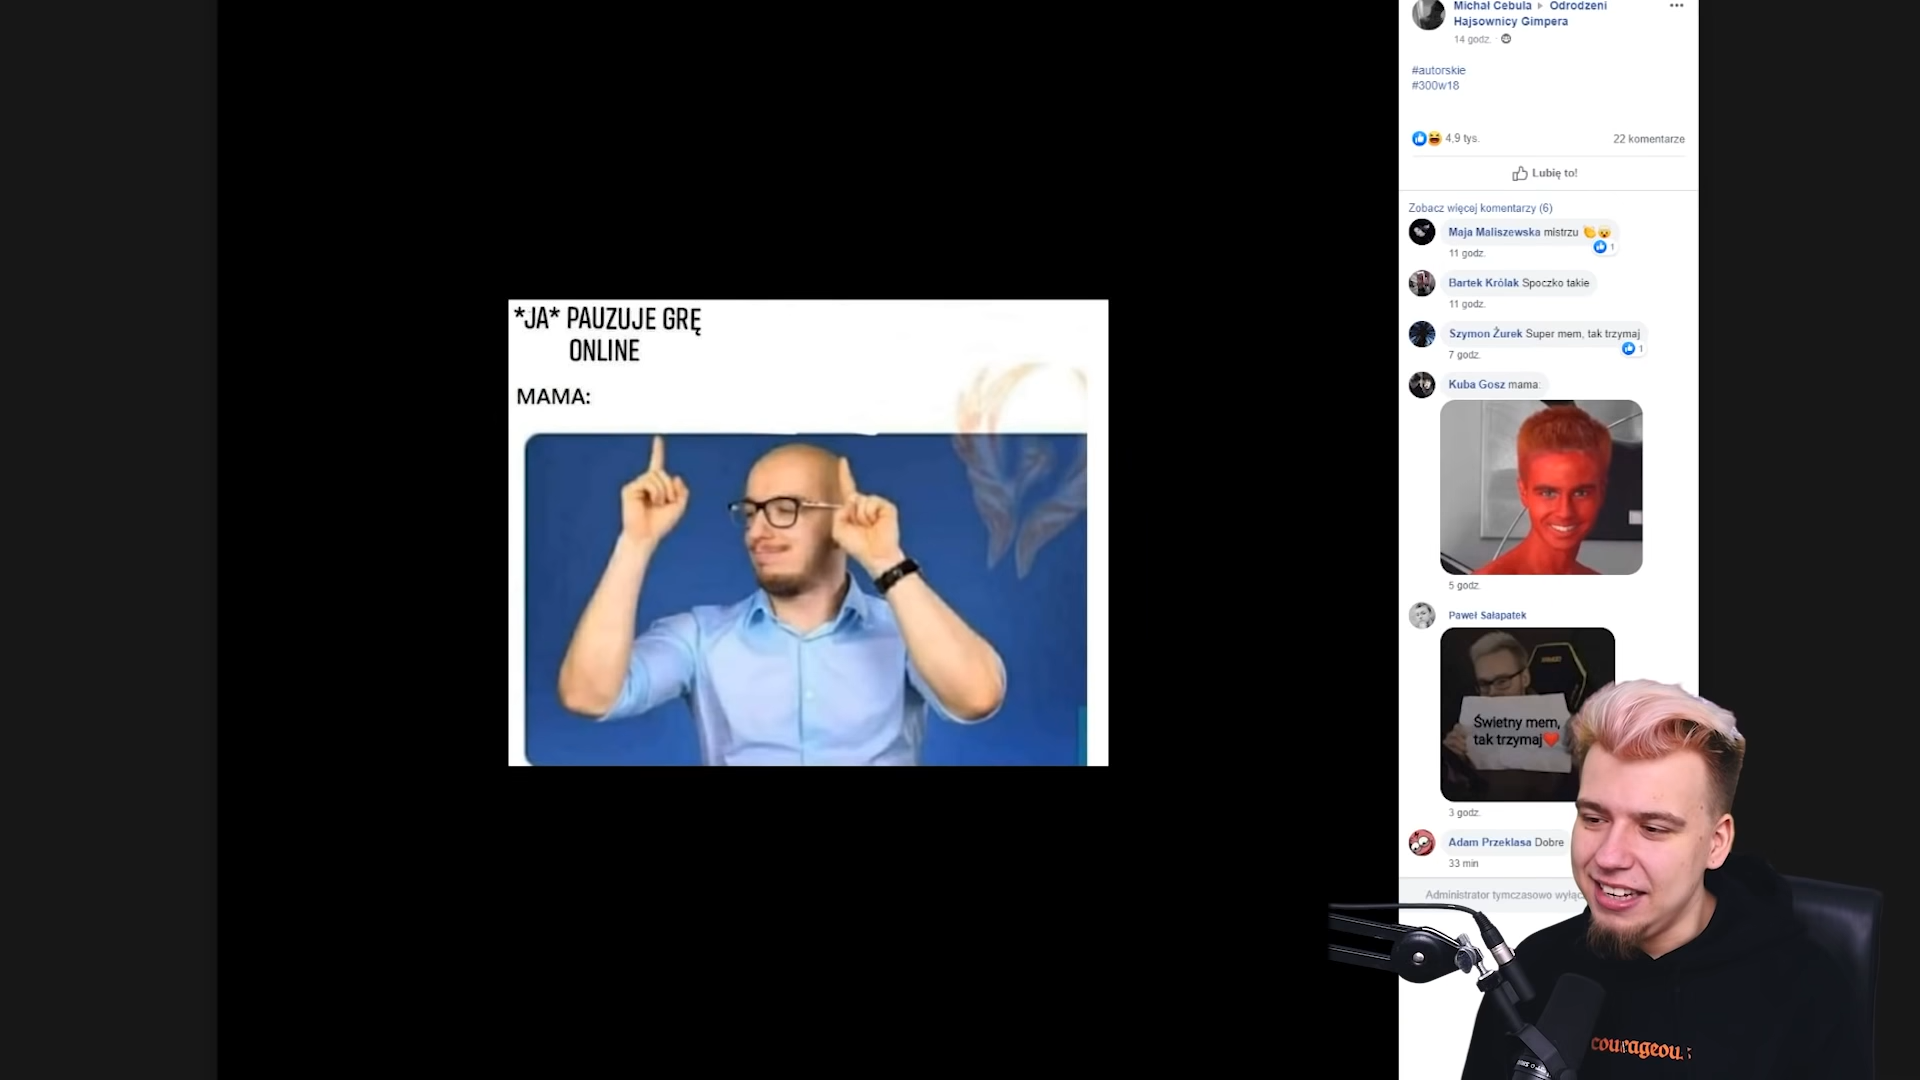 *JA* PAUZUJE GRĘ
ONLINE
MAMA:
Michał Cebula ▸ Odrodzeni
Hajsownicy Gimpera
14 godz.
#autorskie
#300w18
4,9 tys.
22 komentarze
Lubię to!
Zobacz więcej komentarzy (6)
Maja Maliszewska mistrzu
1
11 godz.
Bartek Królak Spoczko takie
11 godz.
Szymon Żurek Super mem, tak trzymaj
1
7 godz.
Kuba Gosz mama:
5 godz.
Paweł Sałapatek
Świetny mem,
tak trzymaj
3 godz.
Adam Przeklasa Dobre
33 min
Administrator tymczasowo wyłąc
courageou